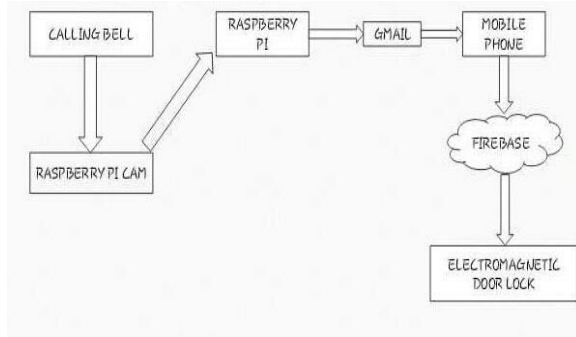 CALLING BELL
RASPBERRY
PI
GMAIL
MOBILE
PHONE
RASPBERRY PI CAM
FIREBASE
ELECTROMAGNETIC
DOOR LOCK